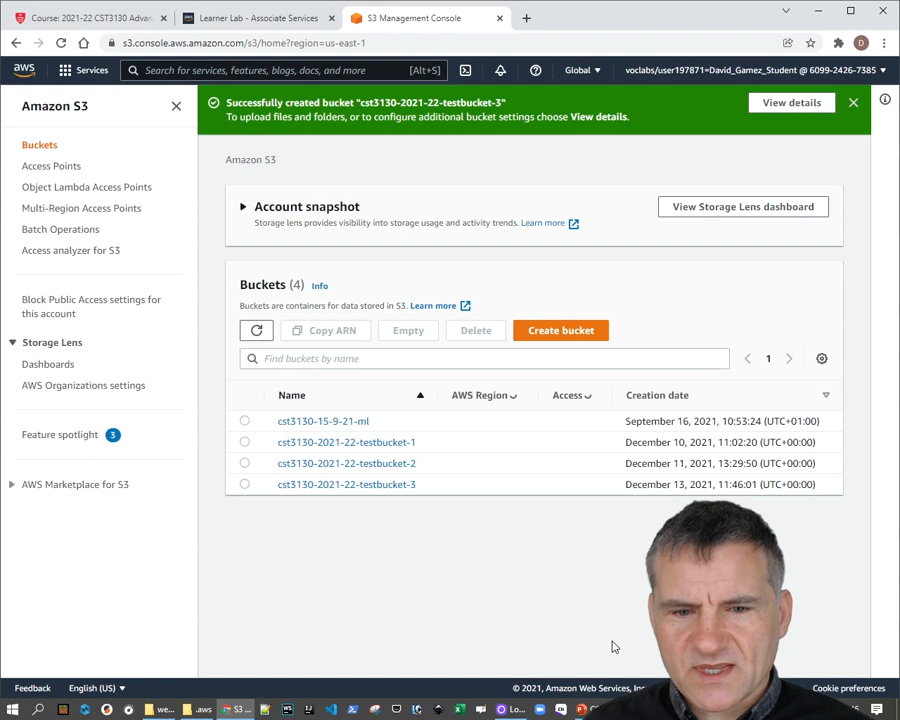 Course: 2021-22 CST3130 Advan
Learner Lab - Associate Services
S3 Management Console
s3.console.aws.amazon.com/s3/home?region=us-east-1
aws
Services
Search for services, features, blogs, docs, and more
[Alt+S]
Global
voclabs/user197871=David_Gamez_Student @ 6099-2426-7385
Amazon S3
Buckets
Access Points
Object Lambda Access Points
Multi-Region Access Points
Batch Operations
Access analyzer for S3
Block Public Access settings for
this account
Storage Lens
Dashboards
AWS Organizations settings
Feature spotlight 3
AWS Marketplace for S3
Successfully created bucket "cst3130-2021-22-testbucket-3"
To upload files and folders, or to configure additional bucket settings choose View details.
View details
Amazon S3
Account snapshot
Storage lens provides visibility into storage usage and activity trends. Learn more
View Storage Lens dashboard
Buckets (4) Info
Buckets are containers for data stored in S3. Learn more
Copy ARN
Empty
Delete
Create bucket
Find buckets by name
1
Name AWS Region Access Creation date
cst3130-15-9-21-ml September 16, 2021, 10:53:24 (UTC+01:00)
cst3130-2021-22-testbucket-1 December 10, 2021, 11:02:20 (UTC+00:00)
cst3130-2021-22-testbucket-2 December 11, 2021, 13:29:50 (UTC+00:00)
cst3130-2021-22-testbucket-3 December 13, 2021, 11:46:01 (UTC+00:00)
Feedback English (US)
© 2021, Amazon Web Services, Inc
Cookie preferences
we...
.aws
S3 ...
Lo...